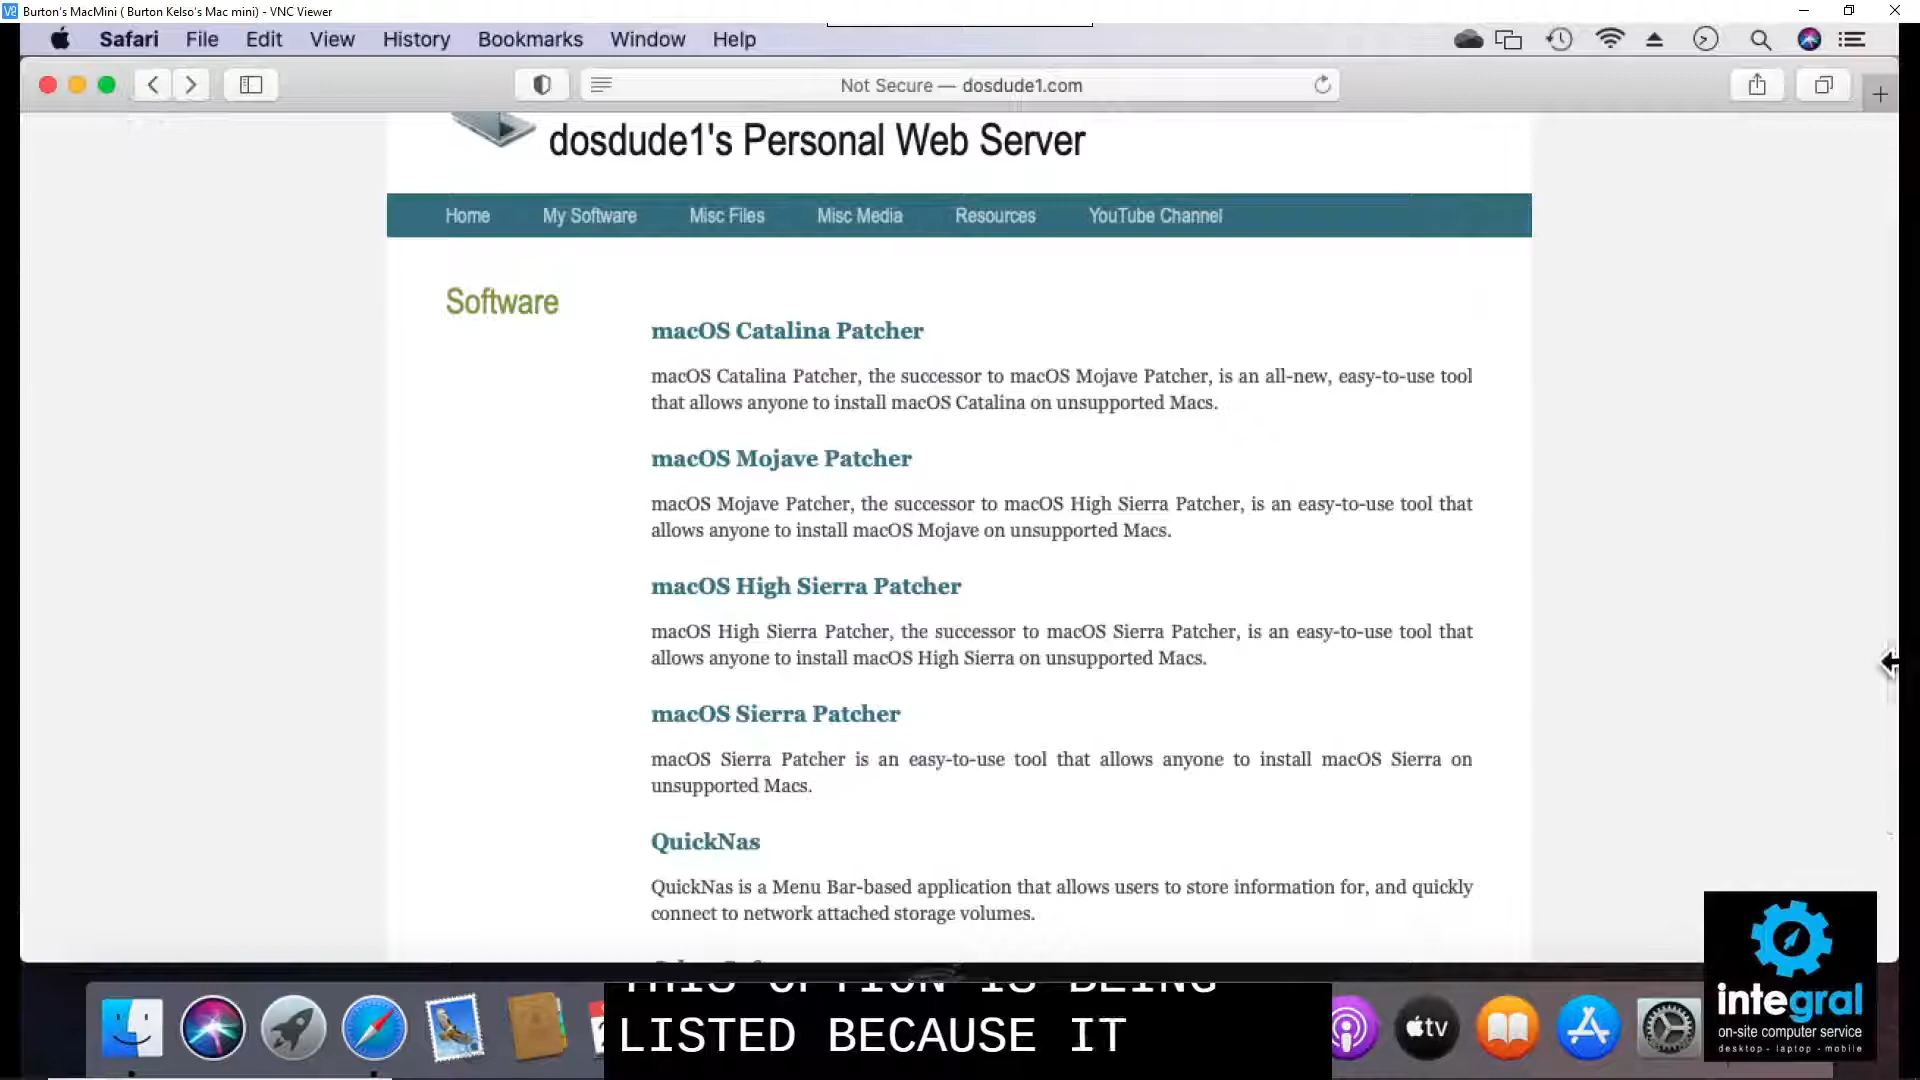 Burton's MacMini ( Burton Kelso's Mac mini) - VNC Viewer
Safari File Edit View History Bookmarks Window Help
Not Secure — dosdude1.com
dosdude1's Personal Web Server
Home My Software Misc Files Misc Media Resources YouTube Channel
Software
macOS Catalina Patcher
macOS Catalina Patcher, the successor to macOS Mojave Patcher, is an all-new, easy-to-use tool
that allows anyone to install macOS Catalina on unsupported Macs.
macOS Mojave Patcher
macOS Mojave Patcher, the successor to macOS High Sierra Patcher, is an easy-to-use tool that
allows anyone to install macOS Mojave on unsupported Macs.
macOS High Sierra Patcher
macOS High Sierra Patcher, the successor to macOS Sierra Patcher, is an easy-to-use tool that
allows anyone to install macOS High Sierra on unsupported Macs.
macOS Sierra Patcher
macOS Sierra Patcher is an easy-to-use tool that allows anyone to install macOS Sierra on
unsupported Macs.
QuickNas
QuickNas is a Menu Bar-based application that allows users to store information for, and quickly
connect to network attached storage volumes.
THIS OPTION IS BEING
LISTED BECAUSE IT
tv
integral
on-site computer service
desktop - laptop - mobile